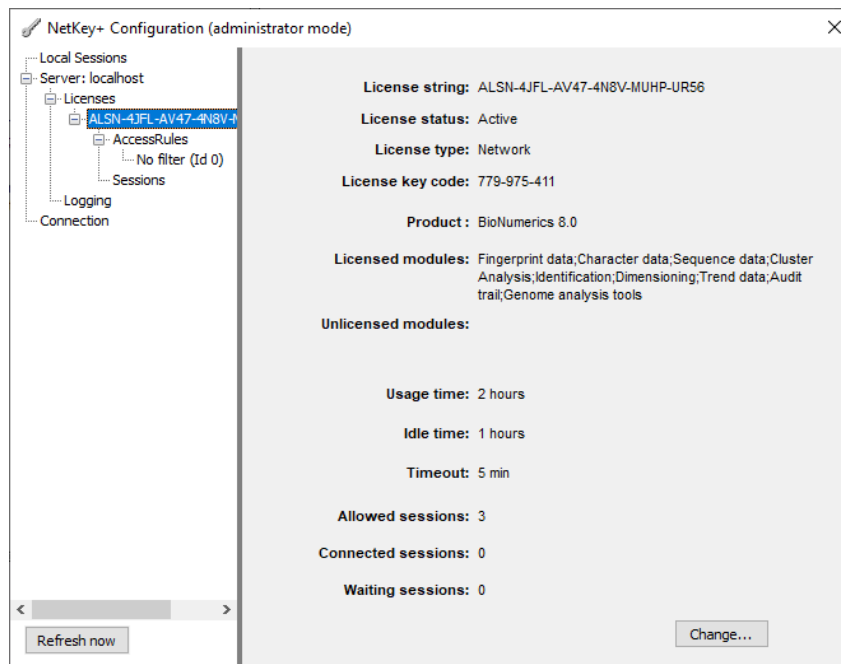 NetKey+ Configuration (administrator mode)
Local Sessions
Server: localhost
Licenses
ALSN-4JFL-AV47-4N8V-M
AccessRules
No filter (Id 0)
Sessions
Logging
Connection
Refresh now
License string: ALSN-4JFL-AV47-4N8V-MUHP-UR56
License status: Active
License type: Network
License key code: 779-975-411
Product : BioNumerics 8.0
Licensed modules: Fingerprint data;Character data;Sequence data;Cluster
Analysis;Identification;Dimensioning;Trend data;Audit
trail;Genome analysis tools
Unlicensed modules:
Usage time: 2 hours
Idle time: 1 hours
Timeout: 5 min
Allowed sessions: 3
Connected sessions: 0
Waiting sessions: 0
Change...